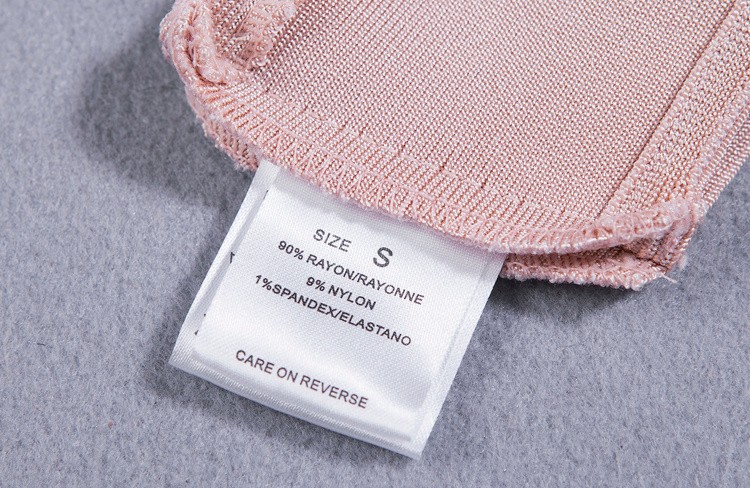 SIZE S
90% RAYON/RAYONNE
9% NYLON
1%SPANDEX/ELASTANO
CARE ON REVERSE